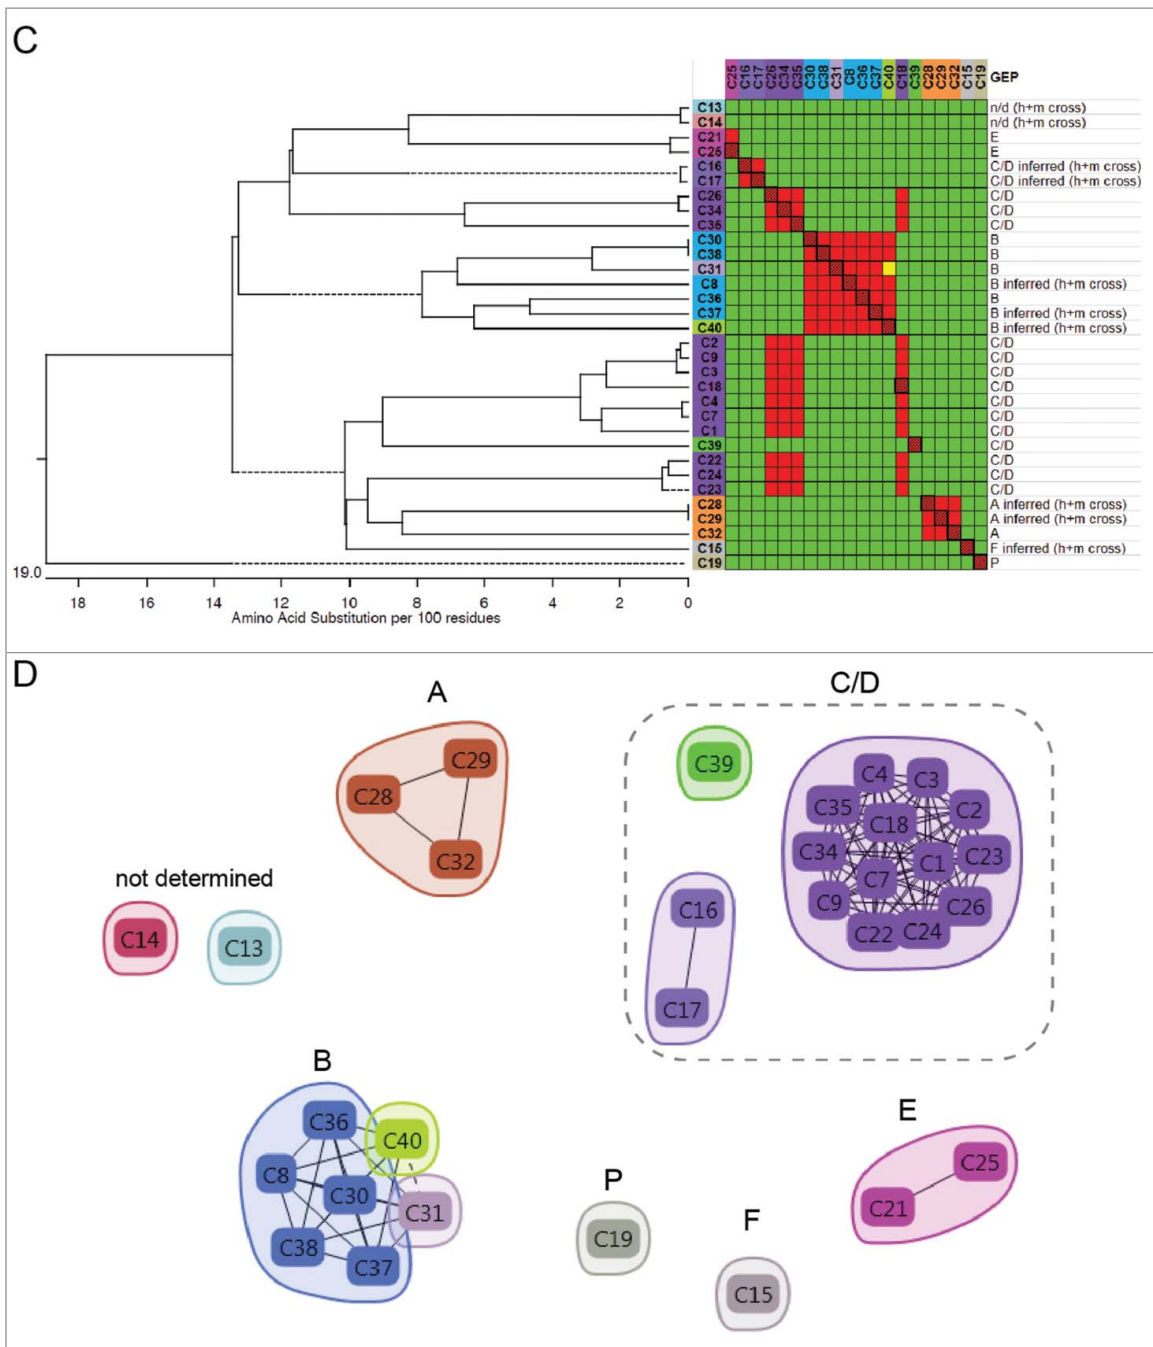 C
C25 C16 C17 C26 C34 C35 C30 C38 C31 C8 C36 C37 C40 C18 C39 C28 C29 C32 C15 C19 GEP
C13 n/d (h+m cross)
C14 n/d (h+m cross)
C21 E
C25 E
C16 C/D inferred (h+m cross)
C17 C/D inferred (h+m cross)
C26 C/D
C34 C/D
C35 C/D
C30 B
C38 B
C31 B
C8 B inferred (h+m cross)
C36 B
C37 B inferred (h+m cross)
C40 B inferred (h+m cross)
C2 C/D
C9 C/D
C3 C/D
C18 C/D
C4 C/D
C7 C/D
C1 C/D
C39 C/D
C22 C/D
C24 C/D
C23 C/D
C28 A inferred (h+m cross)
C29 A inferred (h+m cross)
C32 A
C15 F inferred (h+m cross)
C19 P
19.0
18 16 14 12 10 8 6 4 2 0
Amino Acid Substitution per 100 residues
D
A
C/D
C29
C28
C32
C39
C4
C3
C35
C2
C18
C34
C1
C23
C7
C9
C26
C22
C24
C16
C17
not determined
C14
C13
B
C36
C40
C8
C30
C31
C38
C37
P
C19
F
C15
E
C25
C21